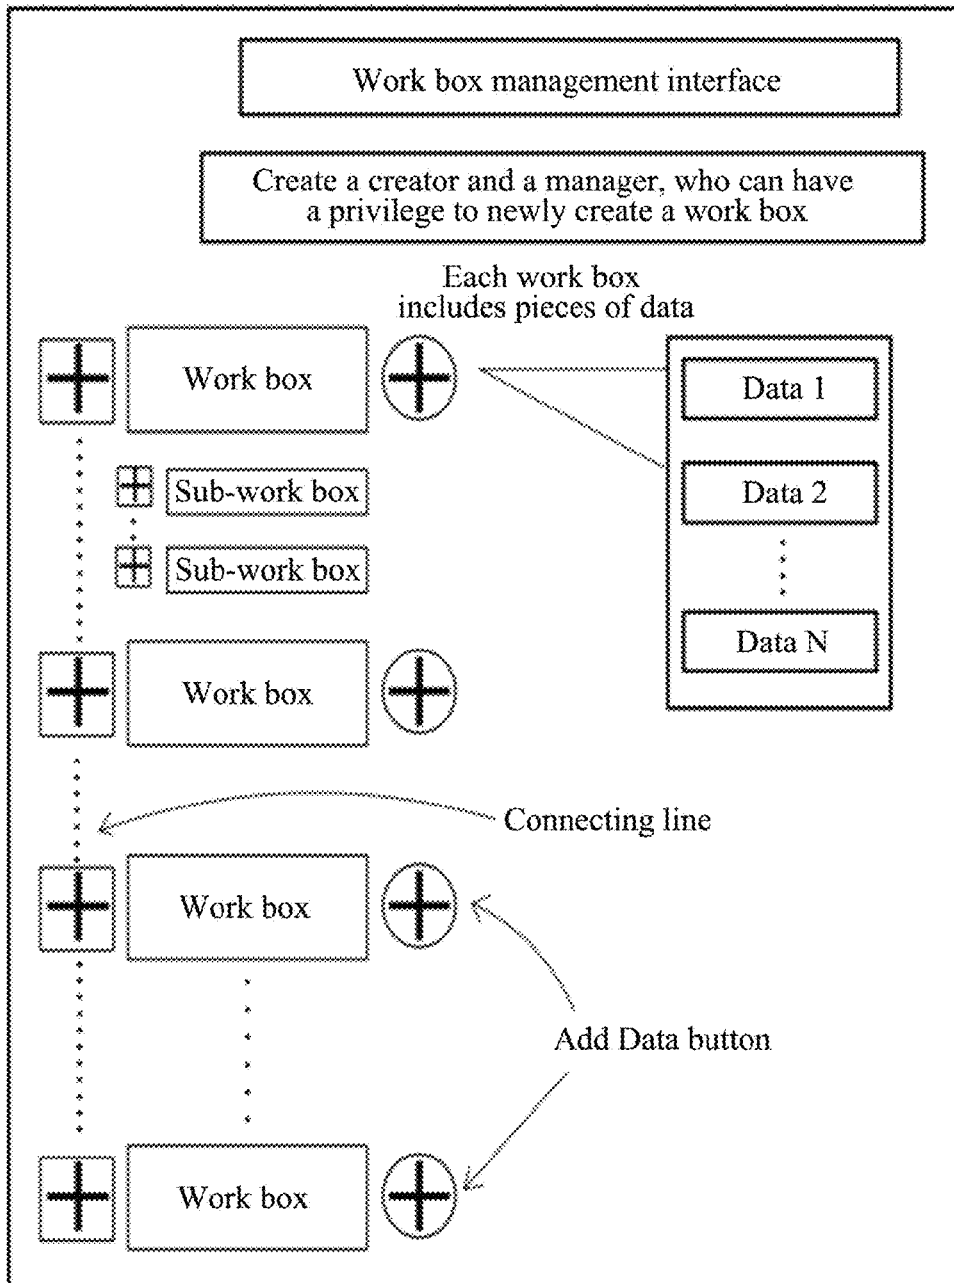 Work box management interface
Create a creator and a manager, who can have
a privilege to newly create a work box
Each work box
includes pieces of data
Work box
Data 1
Data 2
Data N
Sub-work box
Sub-work box
Work box
Connecting line
Work box
Add Data button
Work box